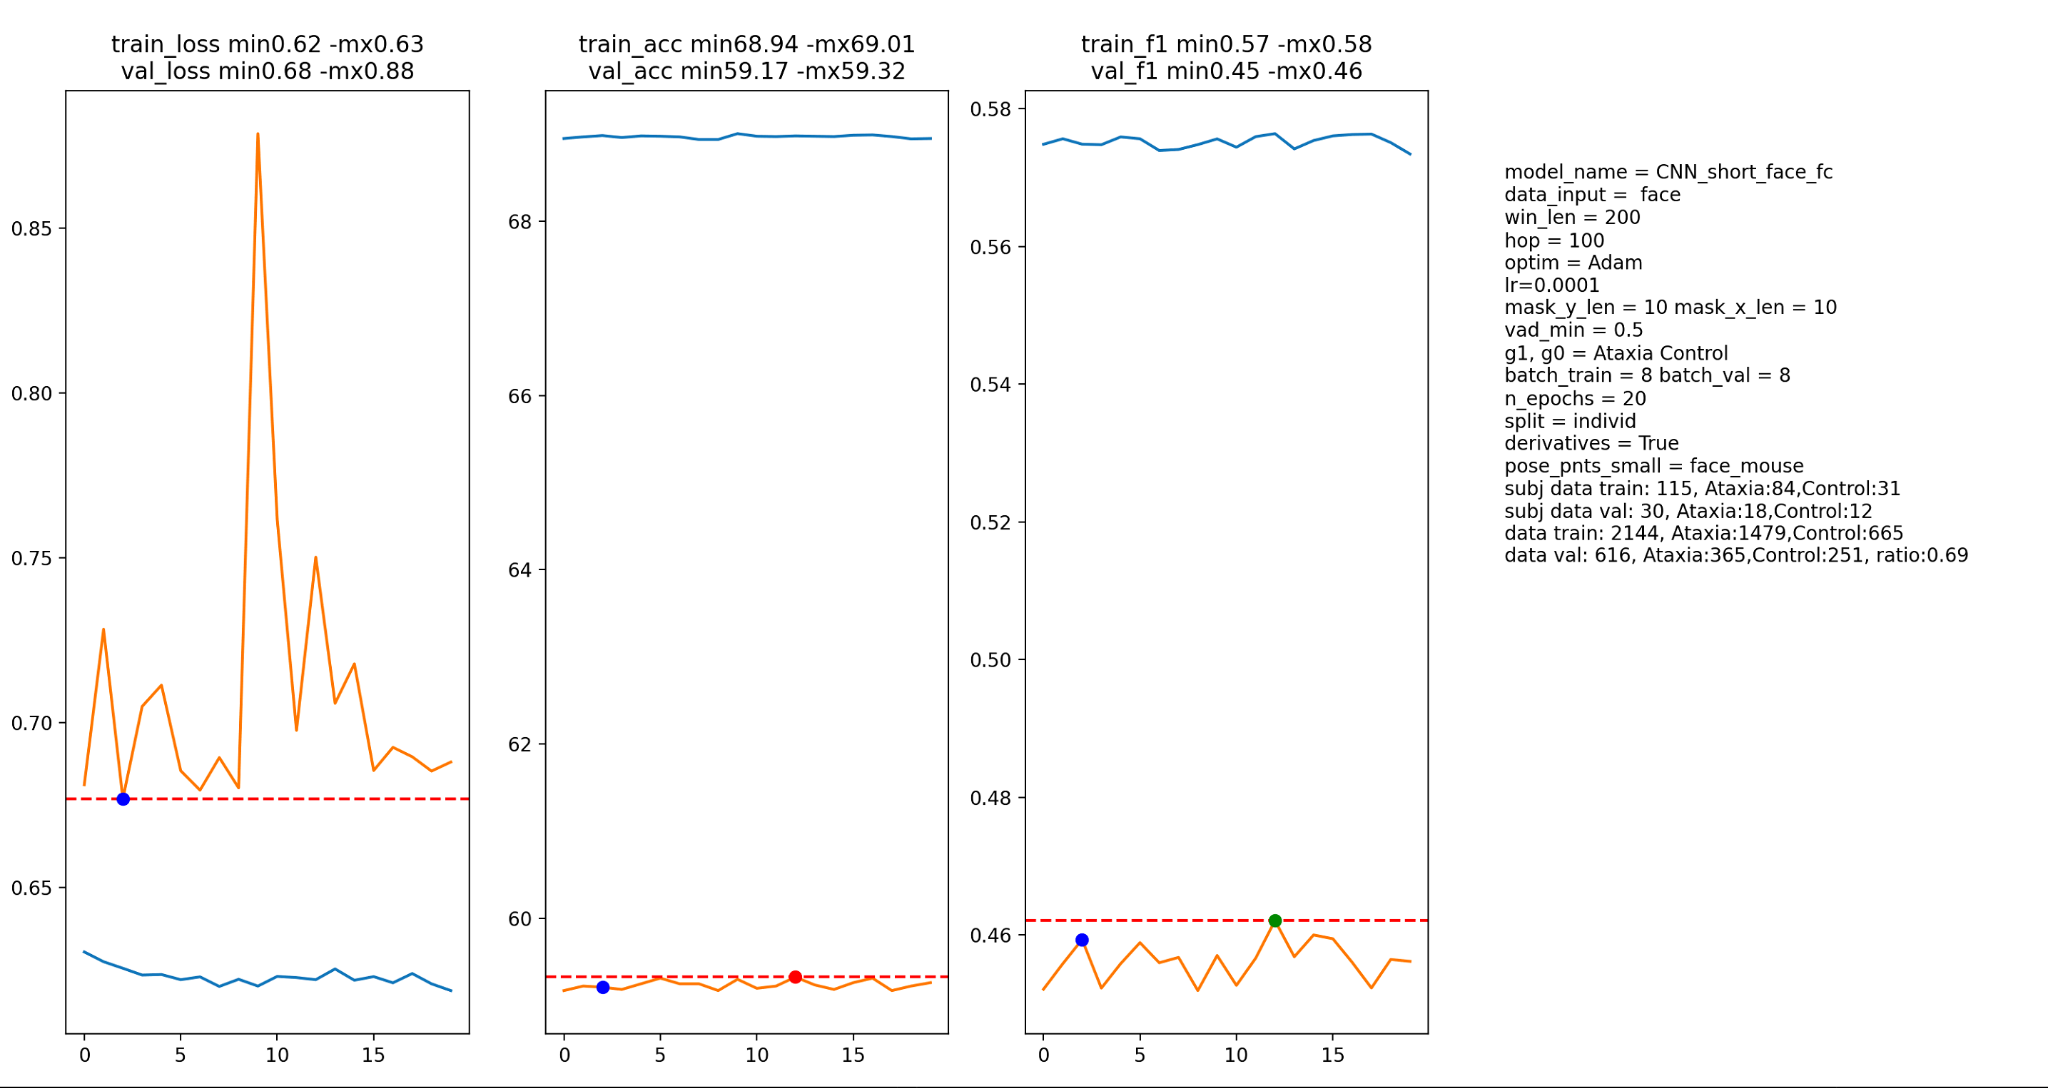 train_loss min0.62 -mx0.63
val_loss min0.68 -mx0.88
0.85
0.80
0.75
0.70
0.65
0
5
10
15
train_acc min68.94 -mx69.01
val_acc min59.17 -mx59.32
68
66
64
62
60
0
5
10
15
train_f1 min0.57 -mx0.58
val_f1 min0.45 -mx0.46
0.58
0.56
0.54
0.52
0.50
0.48
0.46
0
5
10
15
model_name = CNN_short_face_fc
data_input =  face
win_len = 200
hop = 100
optim = Adam
lr=0.0001
mask_y_len = 10 mask_x_len = 10
vad_min = 0.5
g1, g0 = Ataxia Control
batch_train = 8 batch_val = 8
n_epochs = 20
split = individ
derivatives = True
pose_pnts_small = face_mouse
subj data train: 115, Ataxia:84,Control:31
subj data val: 30, Ataxia:18,Control:12
data train: 2144, Ataxia:1479,Control:665
data val: 616, Ataxia:365,Control:251, ratio:0.69